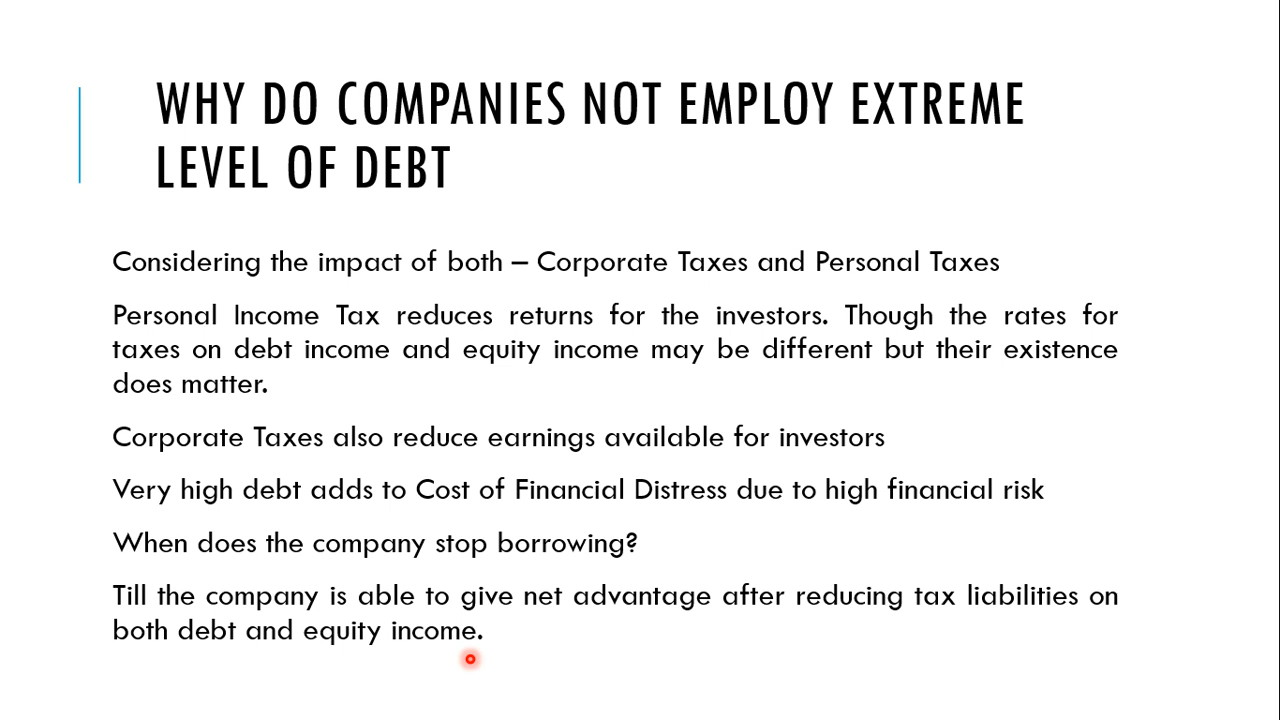 WHY DO COMPANIES NOT EMPLOY EXTREME
LEVEL OF DEBT
Considering the impact of both – Corporate Taxes and Personal Taxes
Personal Income Tax reduces returns for the investors. Though the rates for
taxes on debt income and equity income may be different but their existence
does matter.
Corporate Taxes also reduce earnings available for investors
Very high debt adds to Cost of Financial Distress due to high financial risk
When does the company stop borrowing?
Till the company is able to give net advantage after reducing tax liabilities on
both debt and equity income.